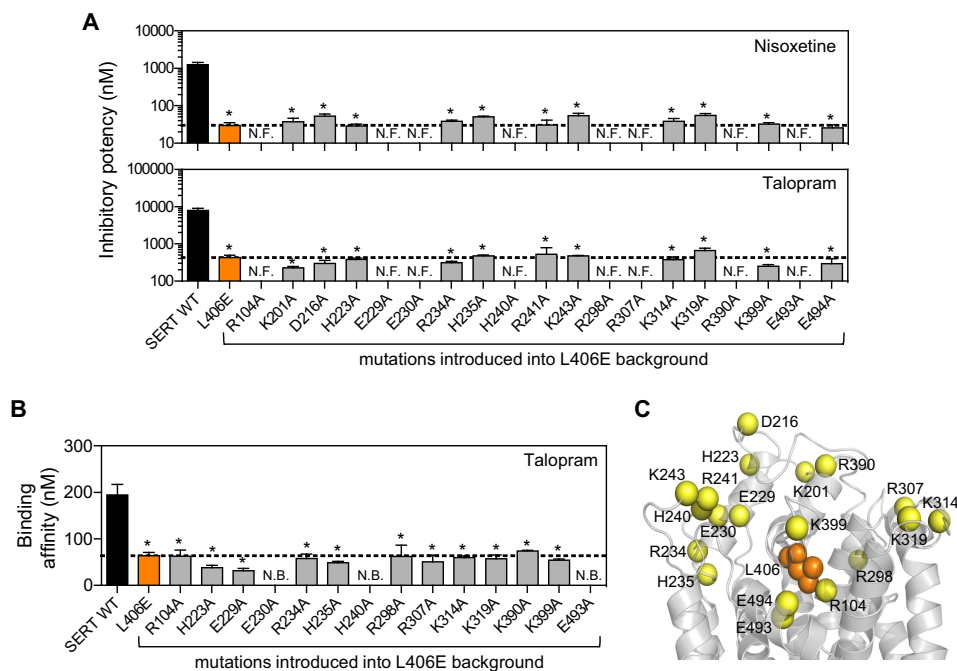 A
Inhibitory potency (nM)
Nisoxetine
10000
1000
100
10
* N.F. * * * N.F. N.F. * * N.F. * * N.F. N.F. * * N.F. * N.F. *
Talopram
100000
10000
1000
100
* N.F. * * * N.F. N.F. * * N.F. * * N.F. N.F. * * N.F. * N.F. *
SERT WT L406E R104A K201A D216A H223A E229A E230A R234A H235A H240A R241A K243A R298A R307A K314A K319A R390A K399A E493A E494A
mutations introduced into L406E background
B
Binding
affinity (nM)
Talopram
300
200
100
0
* * * * N.B. * * N.B. * * * * * * N.B.
SERT WT L406E R104A H223A E229A E230A R234A H235A H240A R298A R307A K314A K319A K390A K399A E493A
mutations introduced into L406E background
C
D216
H223
R390
K243
R241
K201
R307
K314
E229
H240
K399
K319
E230
R234
L406
R298
H235
E494
R104
E493